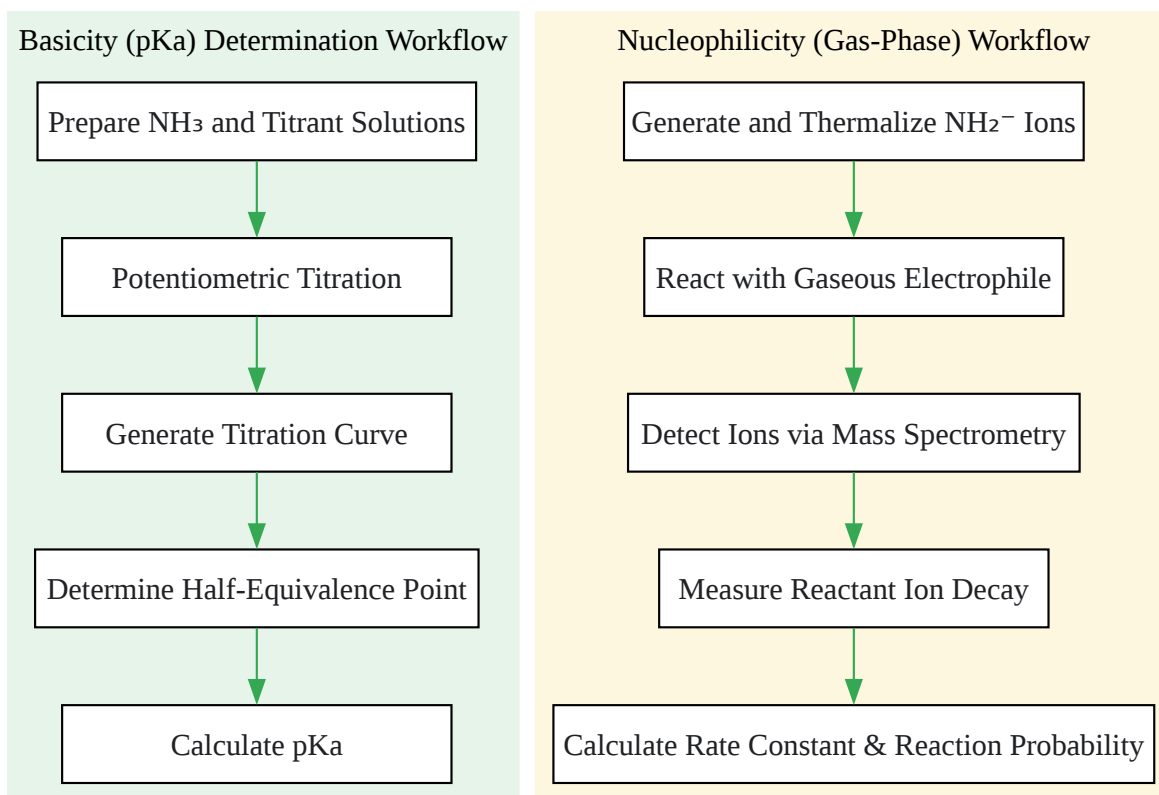 Basicity (pKa) Determination Workflow
Prepare NH₃ and Titrant Solutions
Potentiometric Titration
Generate Titration Curve
Determine Half-Equivalence Point
Calculate pKa
Nucleophilicity (Gas-Phase) Workflow
Generate and Thermalize NH₂⁻ Ions
React with Gaseous Electrophile
Detect Ions via Mass Spectrometry
Measure Reactant Ion Decay
Calculate Rate Constant & Reaction Probability